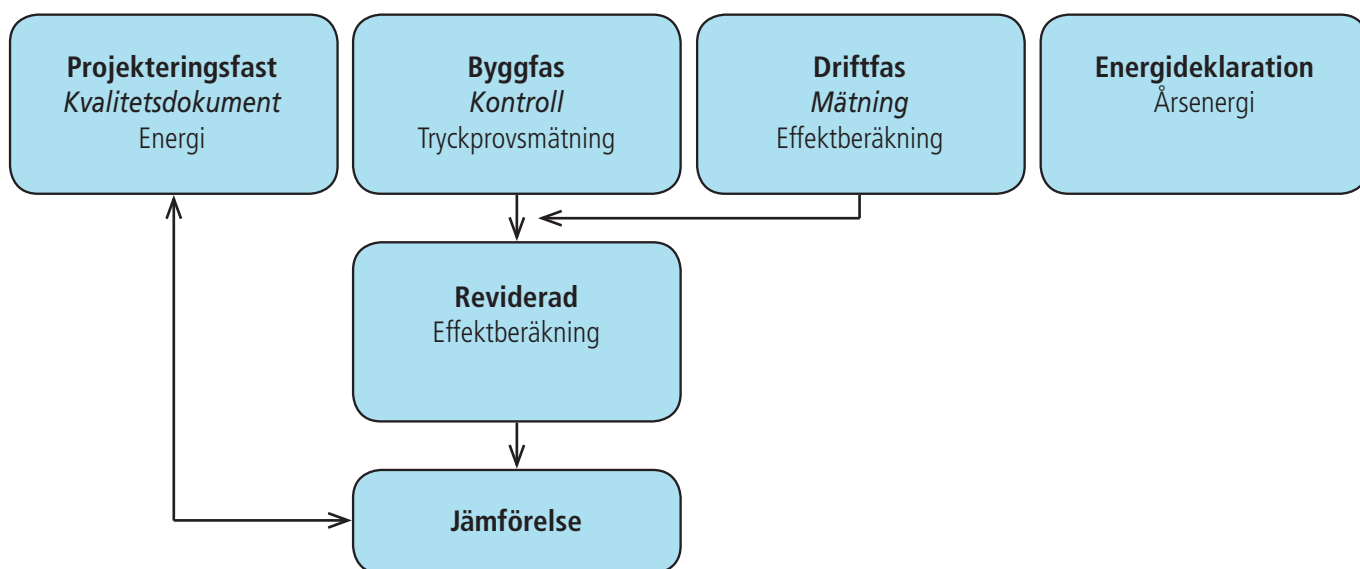 Projekteringsfast
Kvalitetsdokument
Energi
Byggfas
Kontroll
Tryckprovsmätning
Driftfas
Mätning
Effektberäkning
Energideklaration
Årsenergi
Reviderad
Effektberäkning
Jämförelse